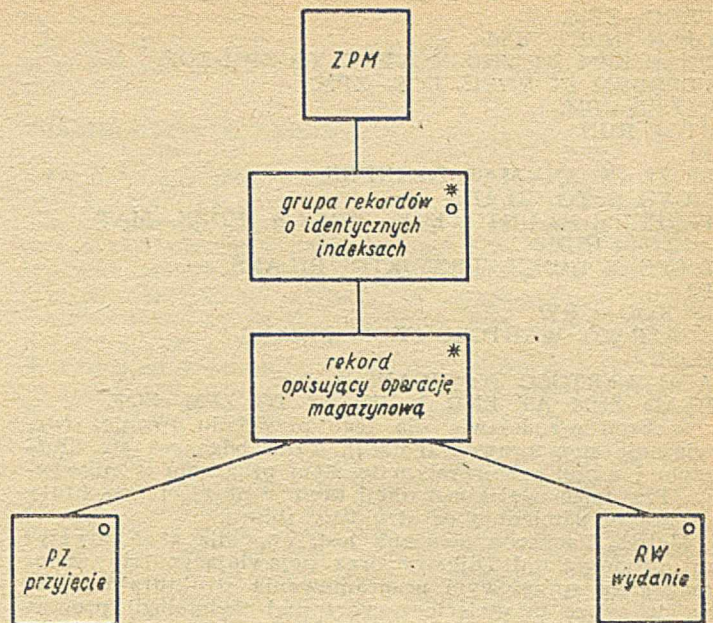 ZPM
grupa rekordów
o identycznych
indeksach
*
o
rekord
opisujący operację
magazynową
*
PZ
przyjęcie
o
RW
wydanie
o